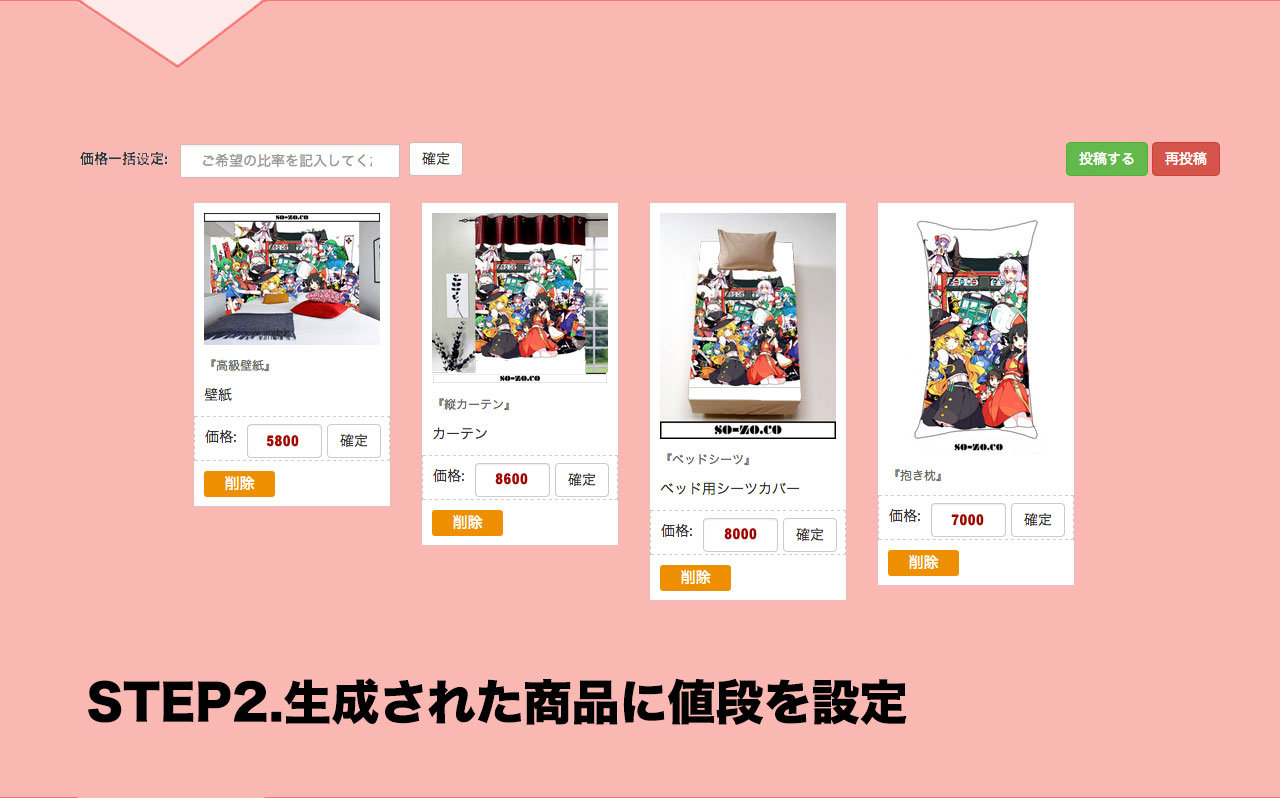 価格一括设定:
ご希望の比率を記入してくだ
確定
投稿する
再投稿
SO-ZO.CO
『高級壁紙』
壁紙
価格:
5800
確定
削除
SO-ZO.CO
『縦カーテン』
カーテン
価格:
8600
確定
削除
SO-ZO.CO
『ベッドシーツ』
ベッド用シーツカバー
価格:
8000
確定
削除
SO-ZO.CO
『抱き枕』
価格:
7000
確定
削除
STEP2.生成された商品に値段を設定